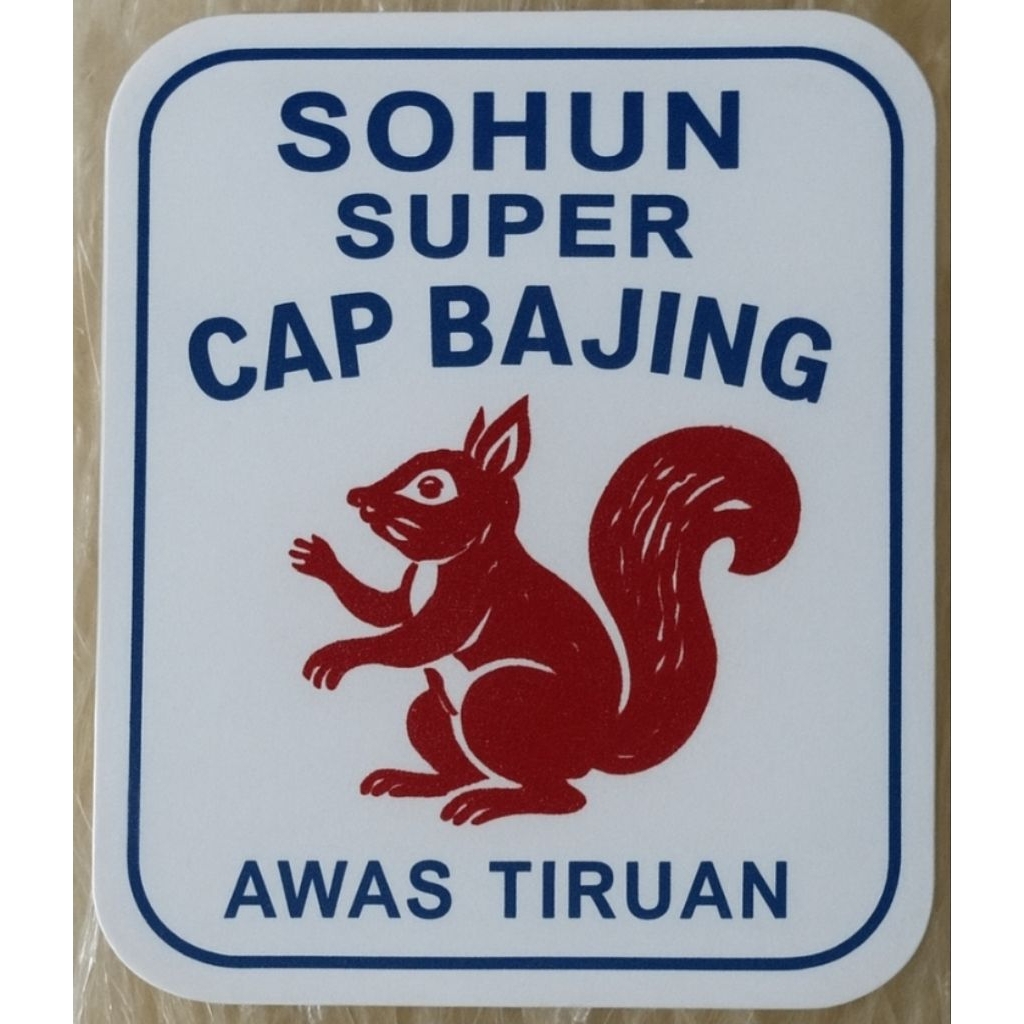 SOHUN
SUPER
CAP BAJING
AWAS TIRUAN